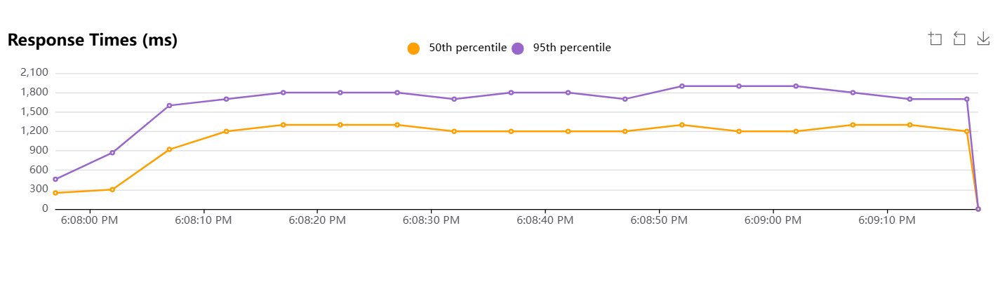 Response Times (ms)
50th percentile
95th percentile
2,100
1,800
1,500
1,200
900
600
300
0
6:08:00 PM
6:08:10 PM
6:08:20 PM
6:08:30 PM
6:08:40 PM
6:08:50 PM
6:09:00 PM
6:09:10 PM